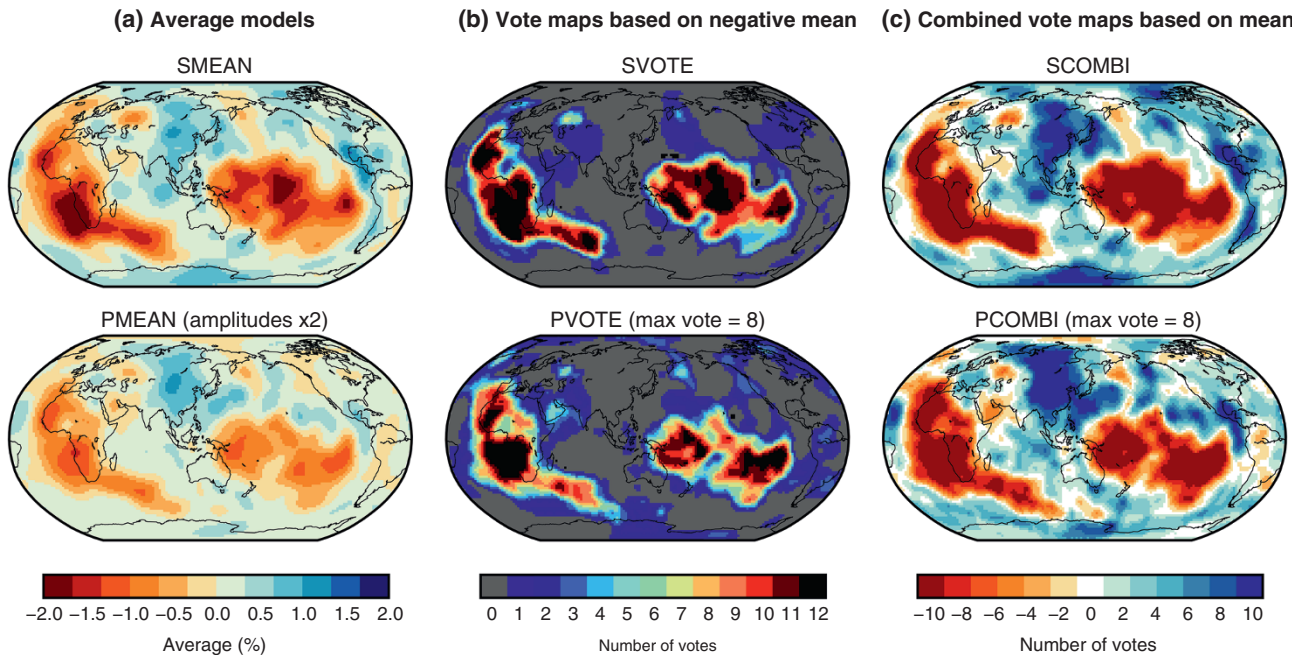 (a) Average models
(b) Vote maps based on negative mean
(c) Combined vote maps based on mean
SMEAN
SVOTE
SCOMBI
PMEAN (amplitudes x2)
PVOTE (max vote = 8)
PCOMBI (max vote = 8)
−2.0 −1.5 −1.0 −0.5 0.0 0.5 1.0 1.5 2.0
Average (%)
0 1 2 3 4 5 6 7 8 9 10 11 12
Number of votes
−10 −8 −6 −4 −2 0 2 4 6 8 10
Number of votes